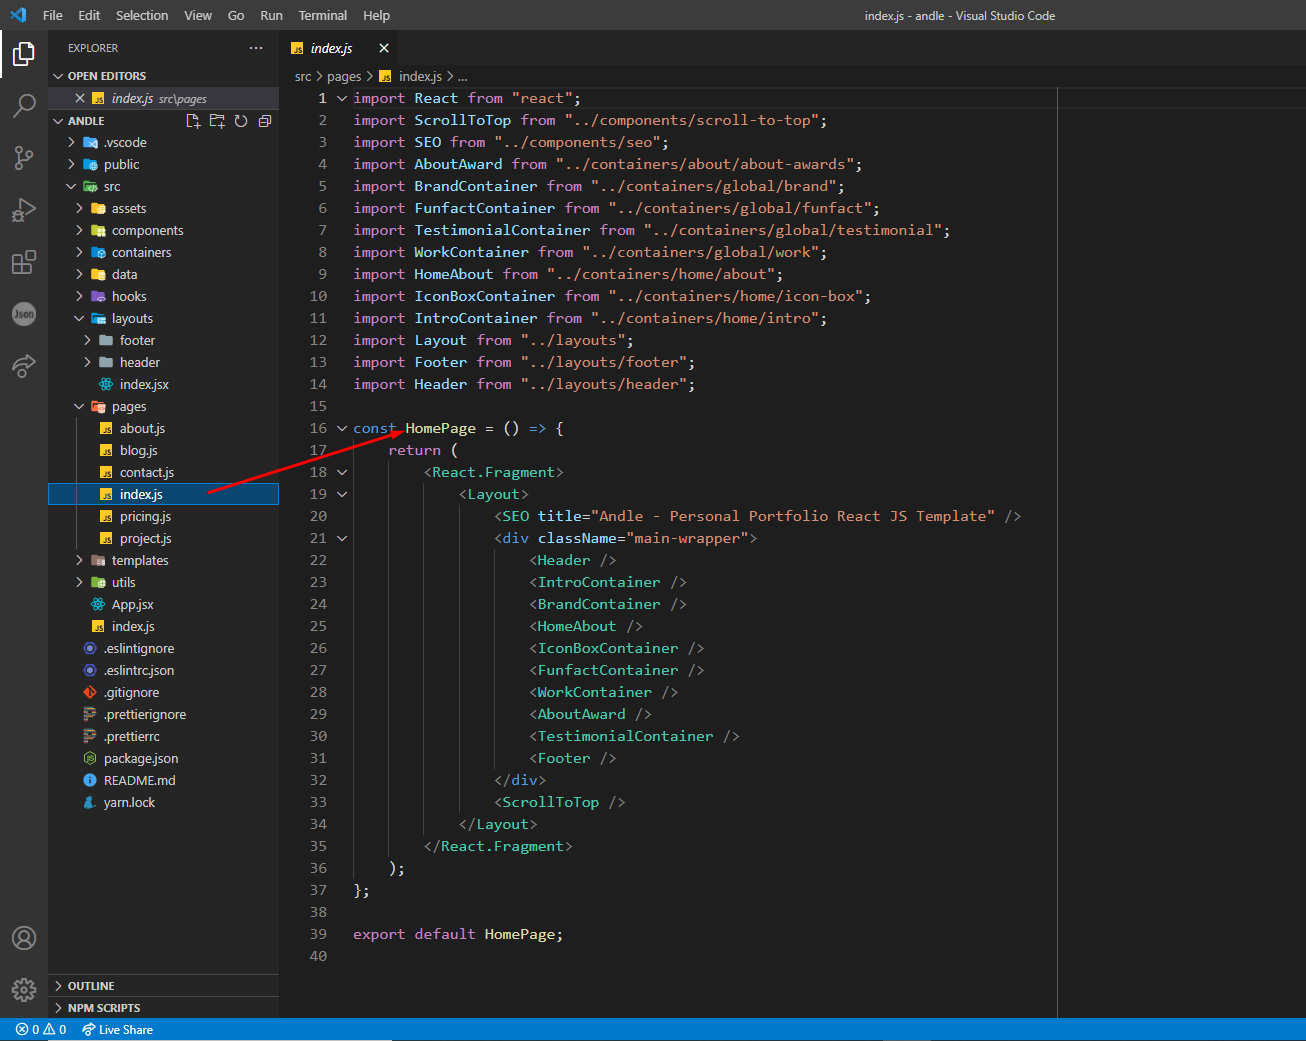 File Edit Selection View Go Run Terminal Help
index.js - andle - Visual Studio Code
EXPLORER
OPEN EDITORS
index.js src\pages
ANDLE
.vscode
public
src
assets
components
containers
data
hooks
layouts
footer
header
index.jsx
pages
about.js
blog.js
contact.js
index.js
pricing.js
project.js
templates
utils
App.jsx
index.js
.eslintignore
.eslintrc.json
.gitignore
.prettierignore
.prettierrc
package.json
README.md
yarn.lock
OUTLINE
NPM SCRIPTS
Json
JS index.js
src > pages > JS index.js > ...
1 import React from "react";
2 import ScrollToTop from "../components/scroll-to-top";
3 import SEO from "../components/seo";
4 import AboutAward from "../containers/about/about-awards";
5 import BrandContainer from "../containers/global/brand";
6 import FunfactContainer from "../containers/global/funfact";
7 import TestimonialContainer from "../containers/global/testimonial";
8 import WorkContainer from "../containers/global/work";
9 import HomeAbout from "../containers/home/about";
10 import IconBoxContainer from "../containers/home/icon-box";
11 import IntroContainer from "../containers/home/intro";
12 import Layout from "../layouts";
13 import Footer from "../layouts/footer";
14 import Header from "../layouts/header";
15
16 const HomePage = () => {
17 return (
18 <React.Fragment>
19 <Layout>
20 <SEO title="Andle - Personal Portfolio React JS Template" />
21 <div className="main-wrapper">
22 <Header />
23 <IntroContainer />
24 <BrandContainer />
25 <HomeAbout />
26 <IconBoxContainer />
27 <FunfactContainer />
28 <WorkContainer />
29 <AboutAward />
30 <TestimonialContainer />
31 <Footer />
32 </div>
33 <ScrollToTop />
34 </Layout>
35 </React.Fragment>
36 );
37 };
38
39 export default HomePage;
40
0 0 Live Share